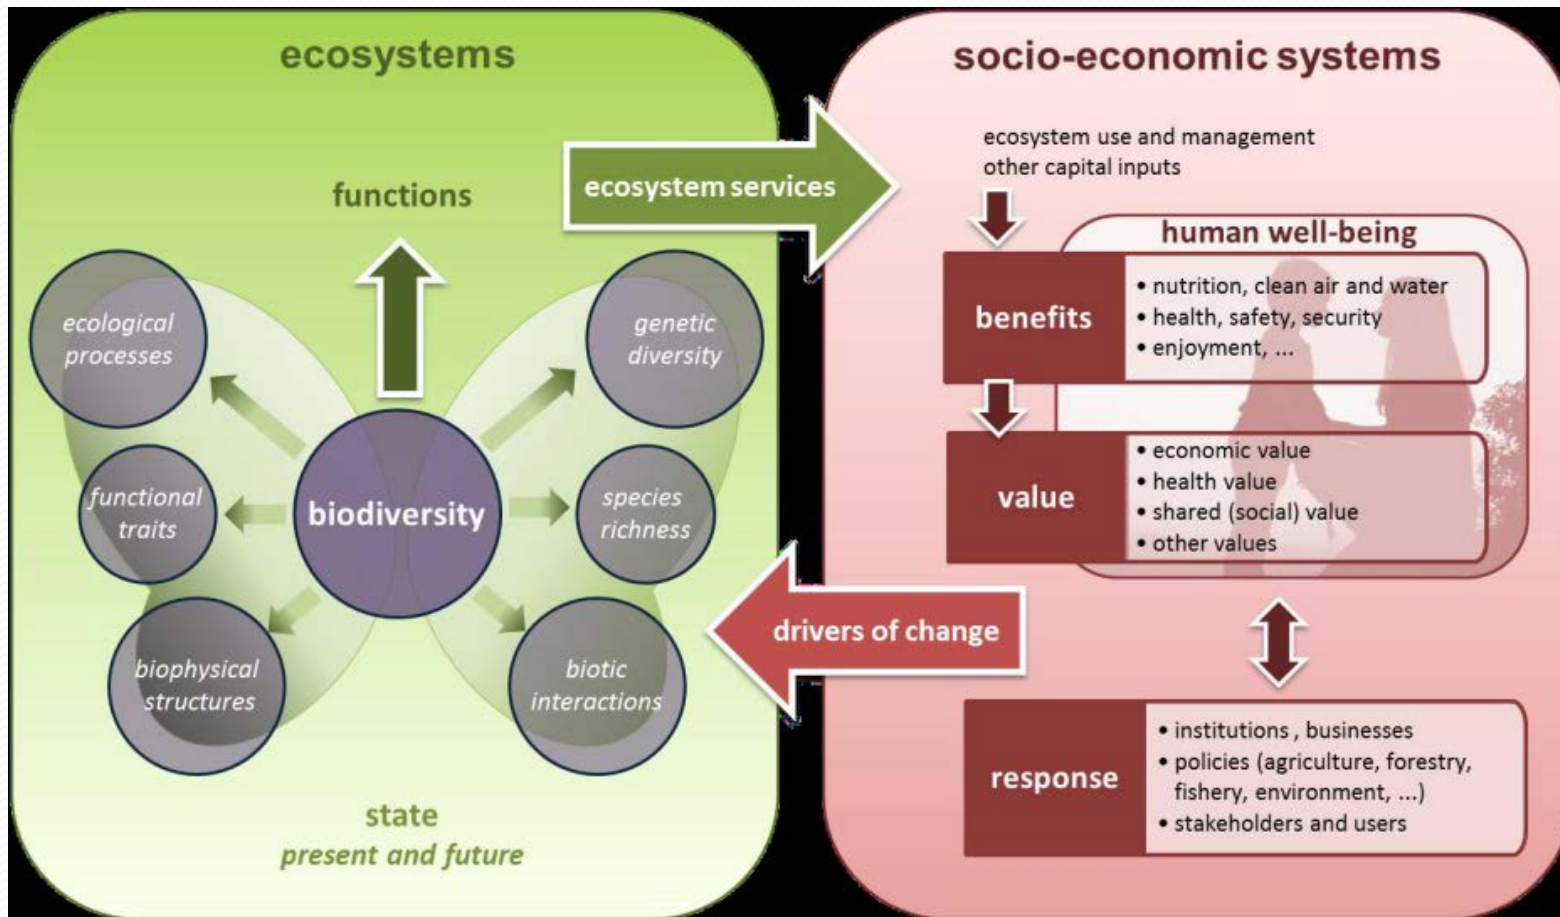 ecosystems
functions
ecosystem services
ecological
processes
genetic
diversity
functional
traits
biodiversity
species
richness
biophysical
structures
biotic
interactions
state
present and future
socio-economic systems
ecosystem use and management
other capital inputs
human well-being
benefits
• nutrition, clean air and water
• health, safety, security
• enjoyment, ...
value
• economic value
• health value
• shared (social) value
• other values
drivers of change
response
• institutions , businesses
• policies (agriculture, forestry,
fishery, environment, ...)
• stakeholders and users